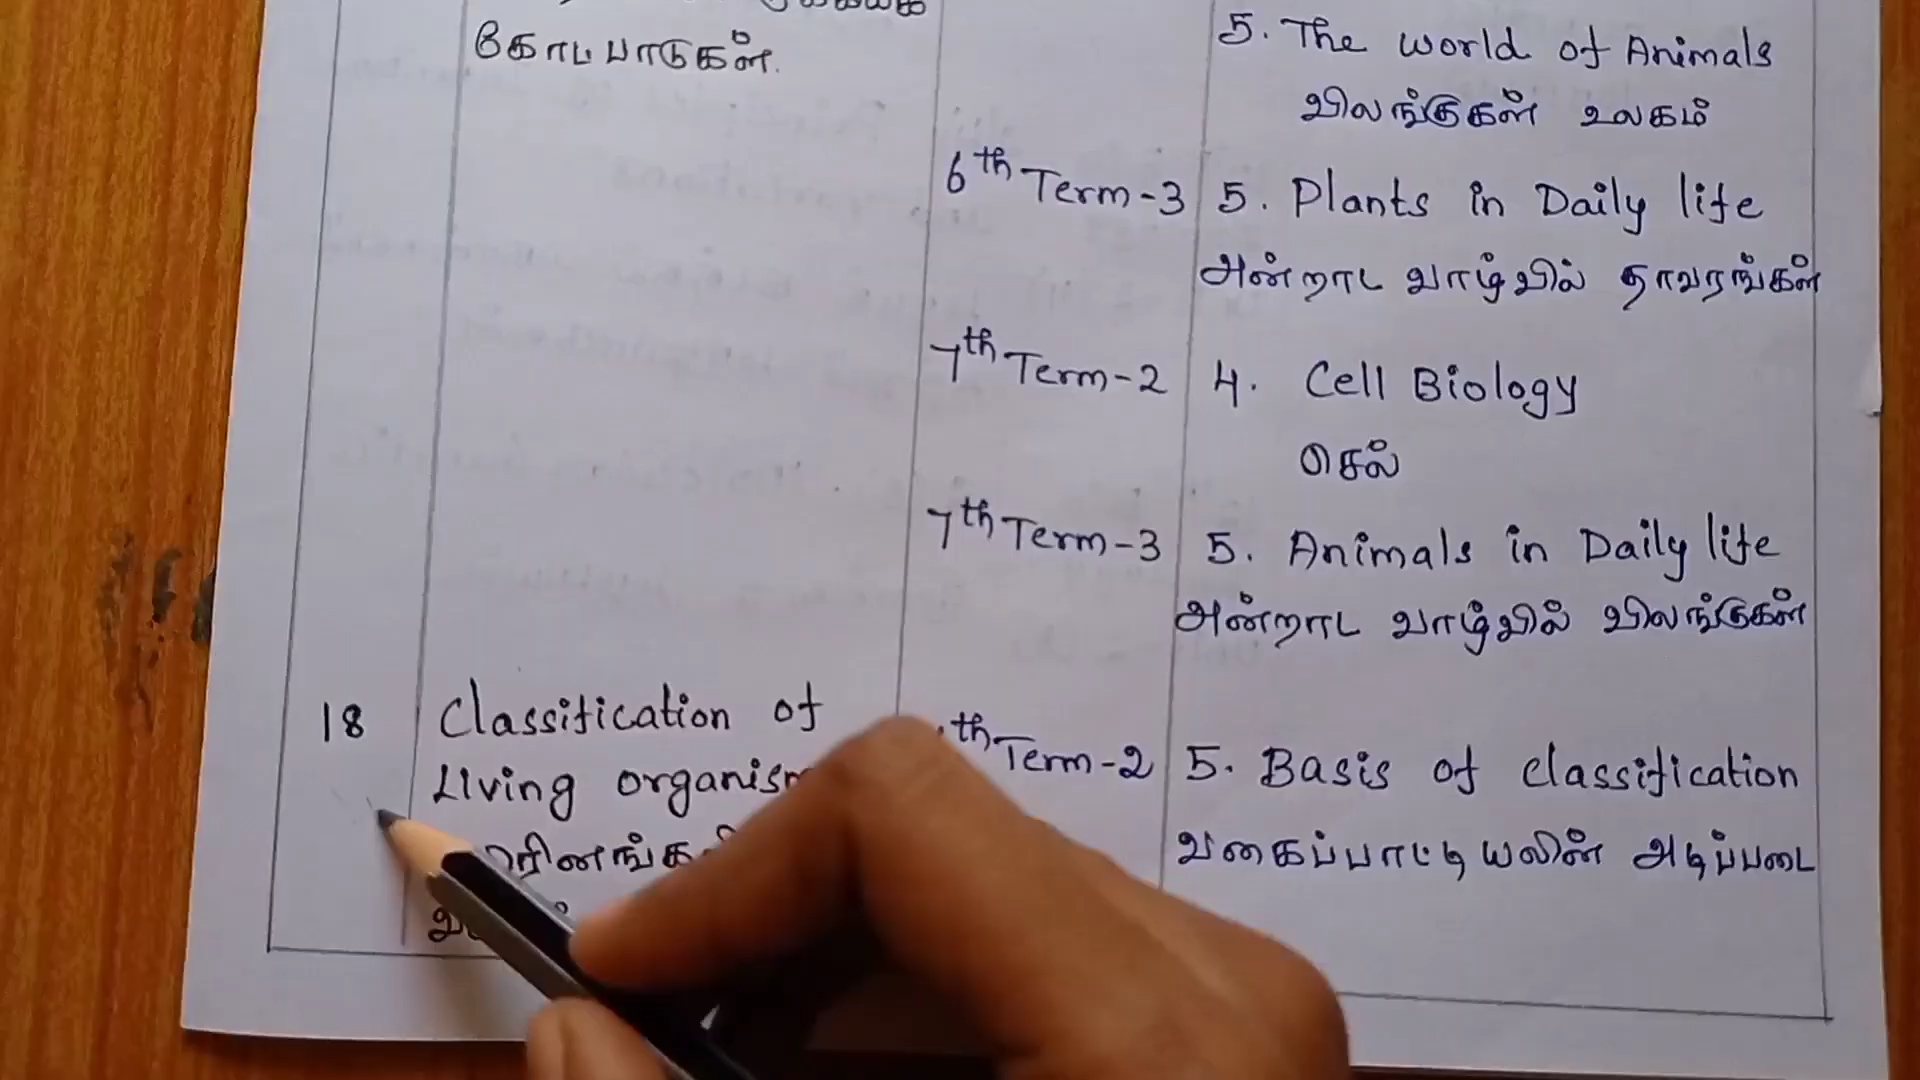 கோட்பாடுகள்.
5. The world of Animals
விலங்குகள் உலகம்
6th Term-3 5. Plants in Daily life
அன்றாட வாழ்வில் தாவரங்கள்
7th Term-2 4. Cell Biology
செல்
7th Term-3 5. Animals in Daily life
அன்றாட வாழ்வில் விலங்குகள்
18 Classification of
Term-2 5. Basis of classification
Living
வகைப்பாட்டியலின் அடிப்படை